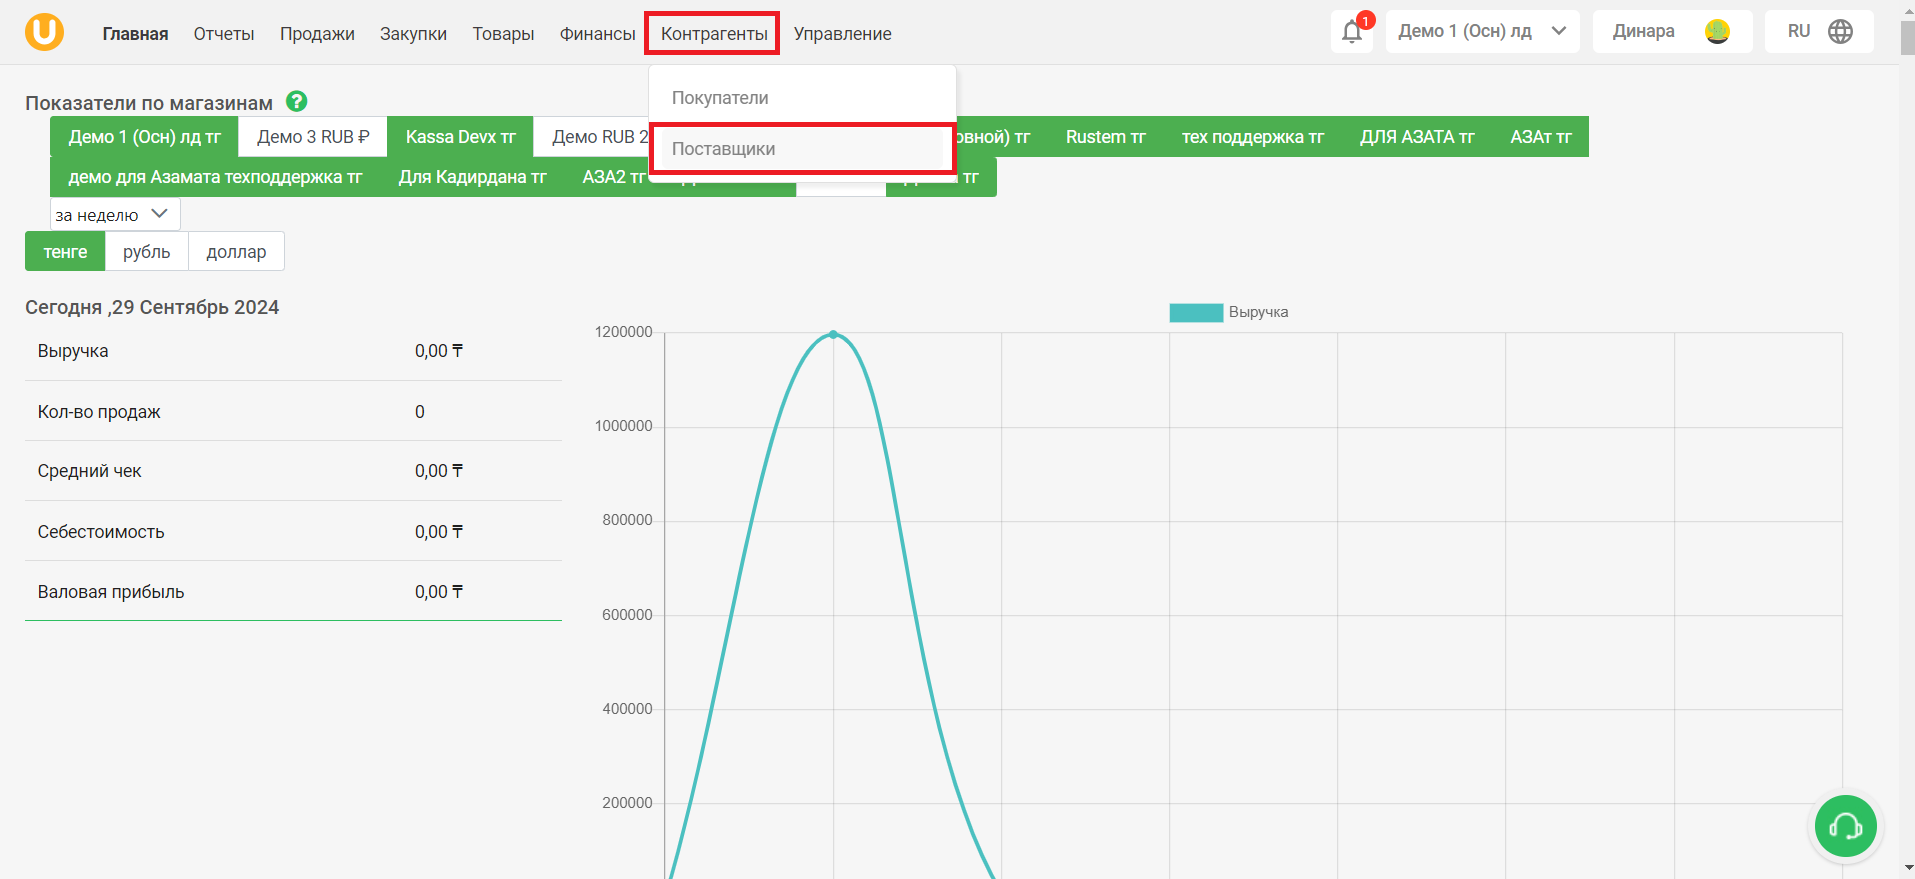 Главная Отчеты Продажи Закупки Товары Финансы Контрагенты Управление 1 Демо 1 (Осн) лд Динара RU
Покупатели
Поставщики
Показатели по магазинам ?
Демо 1 (Осн) лд тг Демо 3 RUB ₽ Kassa Devx тг Демо RUB 2 овной) тг Rustem тг тех поддержка тг ДЛЯ АЗАТА тг АЗАт тг
демо для Азамата техподдержка тг Для Кадирдана тг АЗА2 тг тг
за неделю
тенге рубль доллар
Сегодня ,29 Сентябрь 2024
Выручка 0,00 ₸
Кол-во продаж 0
Средний чек 0,00 ₸
Себестоимость 0,00 ₸
Валовая прибыль 0,00 ₸
Выручка
1200000
1000000
800000
600000
400000
200000